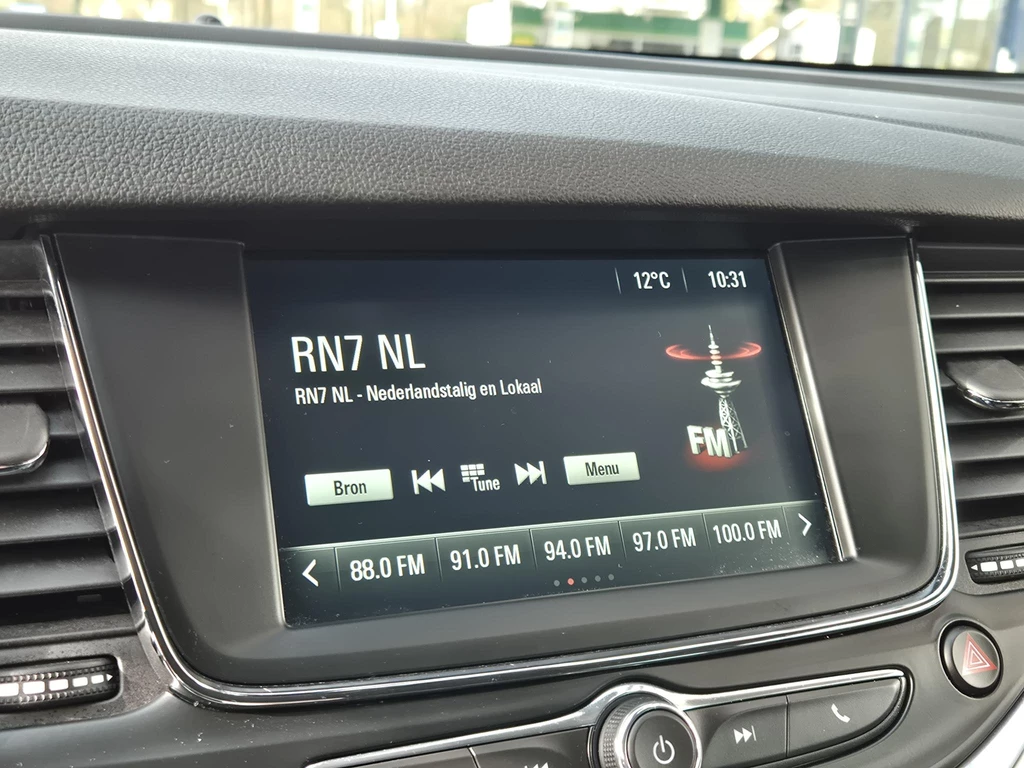 12°C 10:31
RN7 NL
RN7 NL - Nederlandstalig en Lokaal
FM
Bron Tune Menu
88.0 FM 91.0 FM 94.0 FM 97.0 FM 100.0 FM